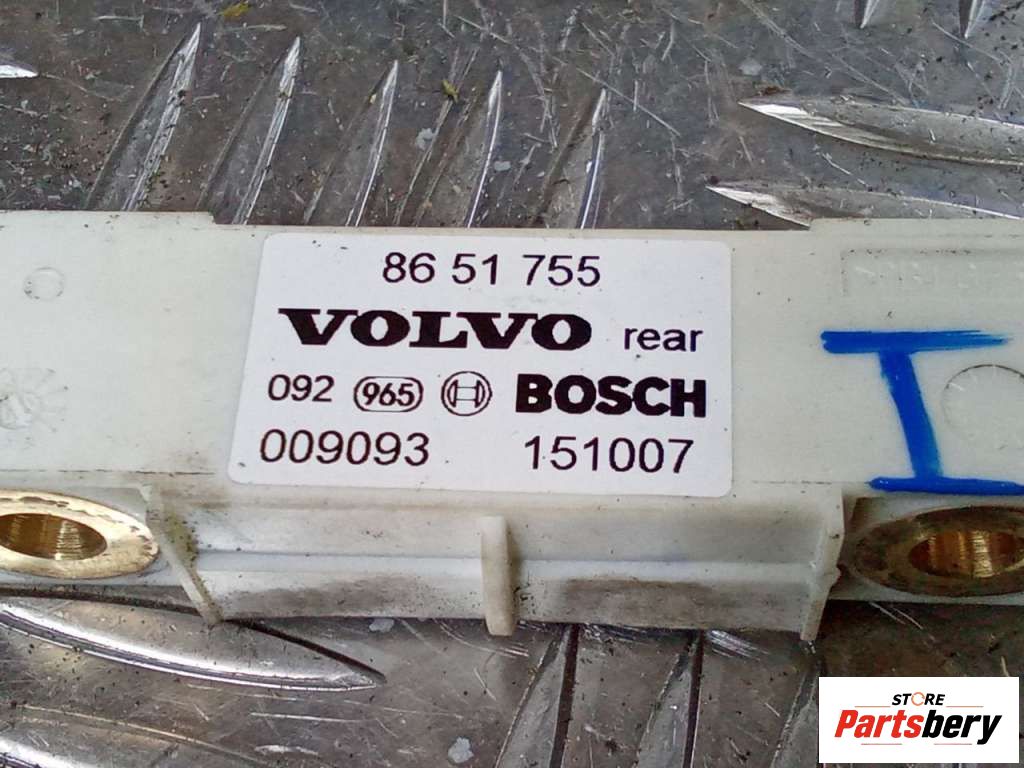 86 51 755
VOLVO rear
092 965 BOSCH
009093 151007
I
STORE
Partsbery